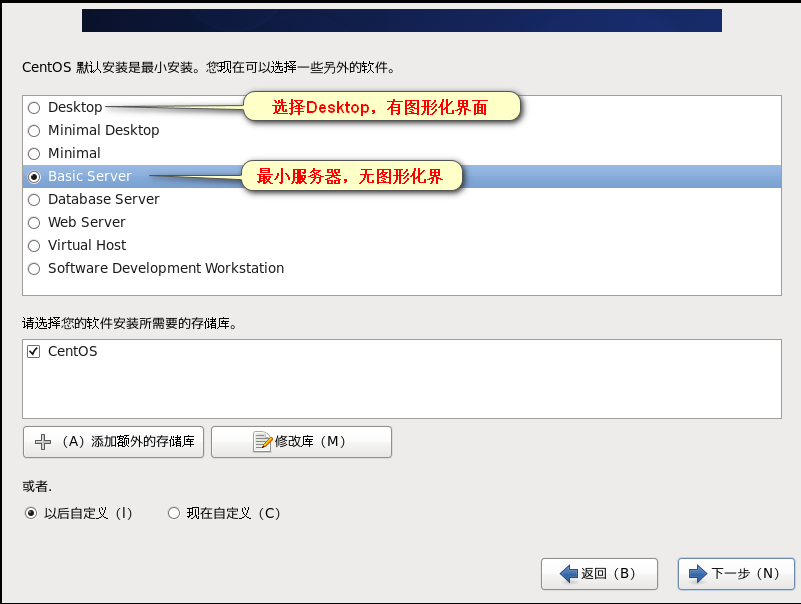 CentOS 默认安装是最小安装。您现在可以选择一些另外的软件。
Desktop
选择Desktop，有图形化界面
Minimal Desktop
Minimal
Basic Server
最小服务器，无图形化界
Database Server
Web Server
Virtual Host
Software Development Workstation
请选择您的软件安装所需要的存储库。
CentOS
（A）添加额外的存储库
修改库（M）
或者.
以后自定义（l）
现在自定义（C）
返回（B）
下一步（N）